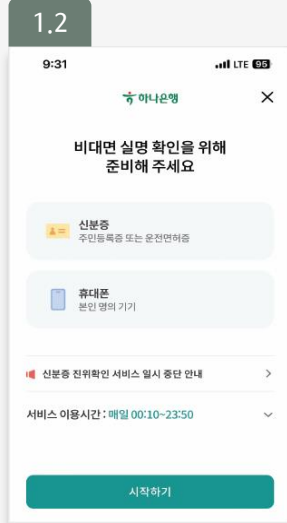 1.2
9:31
LTE 95
하나은행
비대면 실명 확인을 위해
준비해 주세요
신분증
주민등록증 또는 운전면허증
휴대폰
본인 명의 기기
신분증 진위확인 서비스 일시 중단 안내
서비스 이용시간 : 매일 00:10~23:50
시작하기